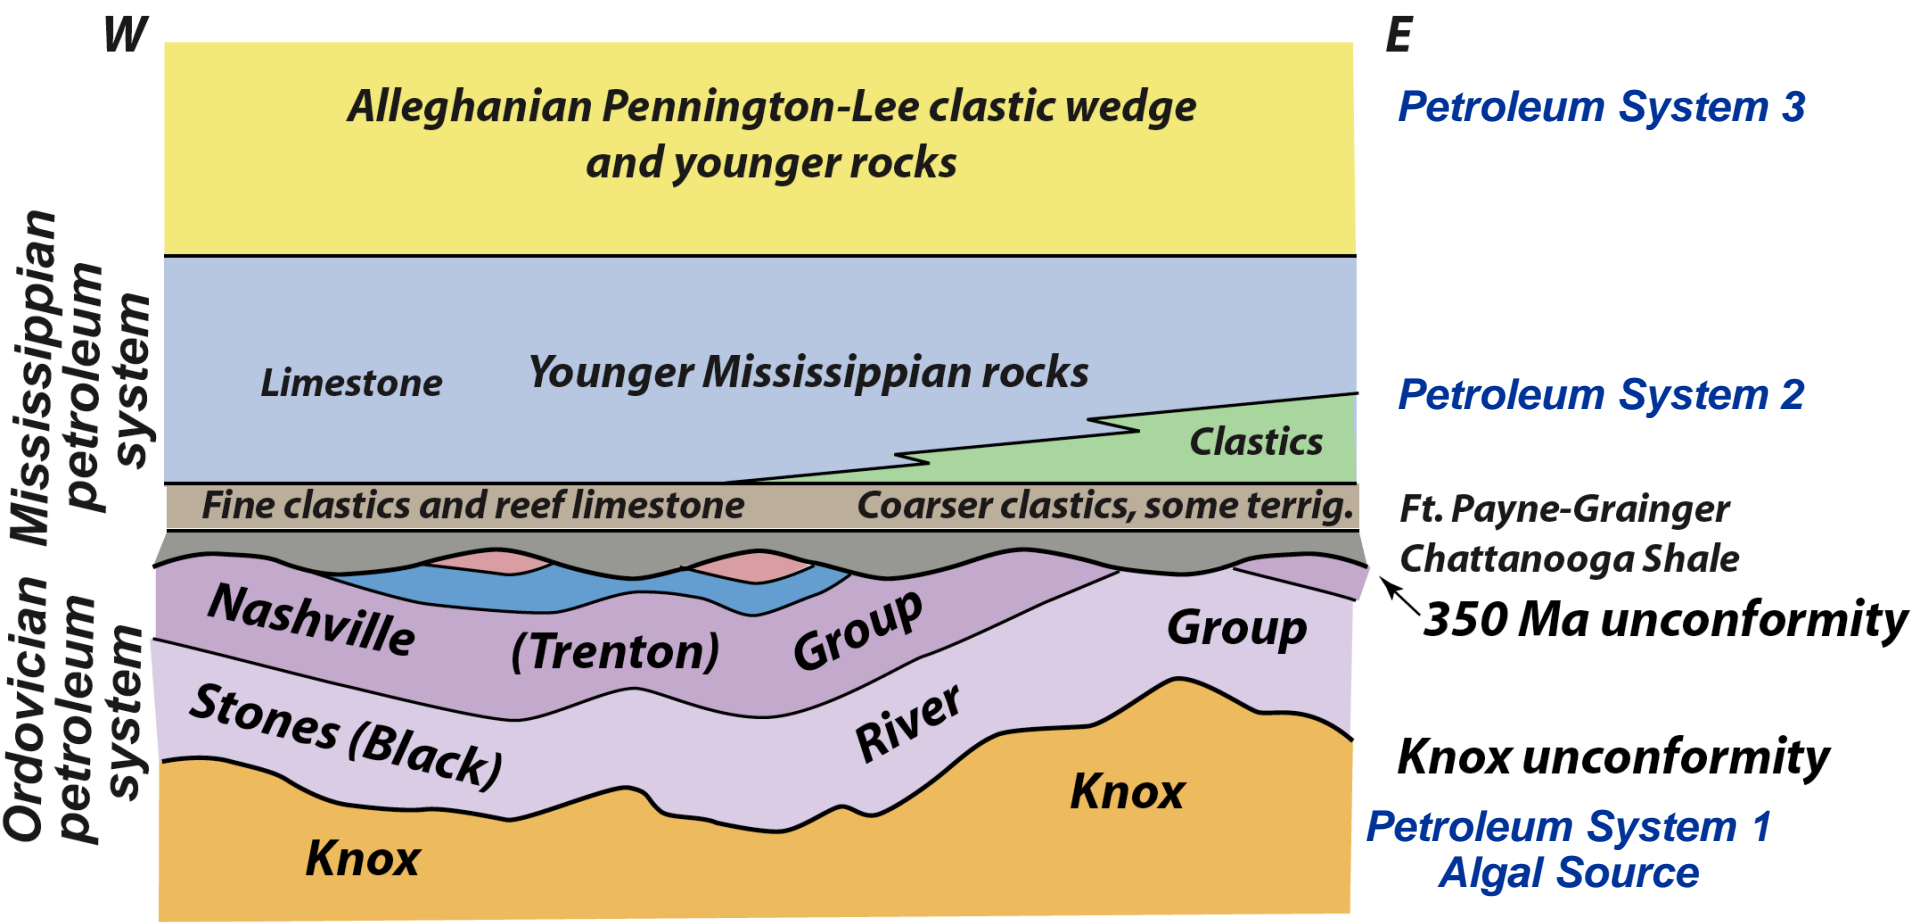 W
E
Alleghanian Pennington-Lee clastic wedge
and younger rocks
Petroleum System 3
Mississippian
petroleum
system
Limestone
Younger Mississippian rocks
Petroleum System 2
Clastics
Fine clastics and reef limestone
Coarser clastics, some terrig.
Ft. Payne-Grainger
Chattanooga Shale
350 Ma unconformity
Ordovician
petroleum
system
Nashville
(Trenton)
Group
Group
Stones (Black)
River
Knox unconformity
Knox
Knox
Petroleum System 1
Algal Source